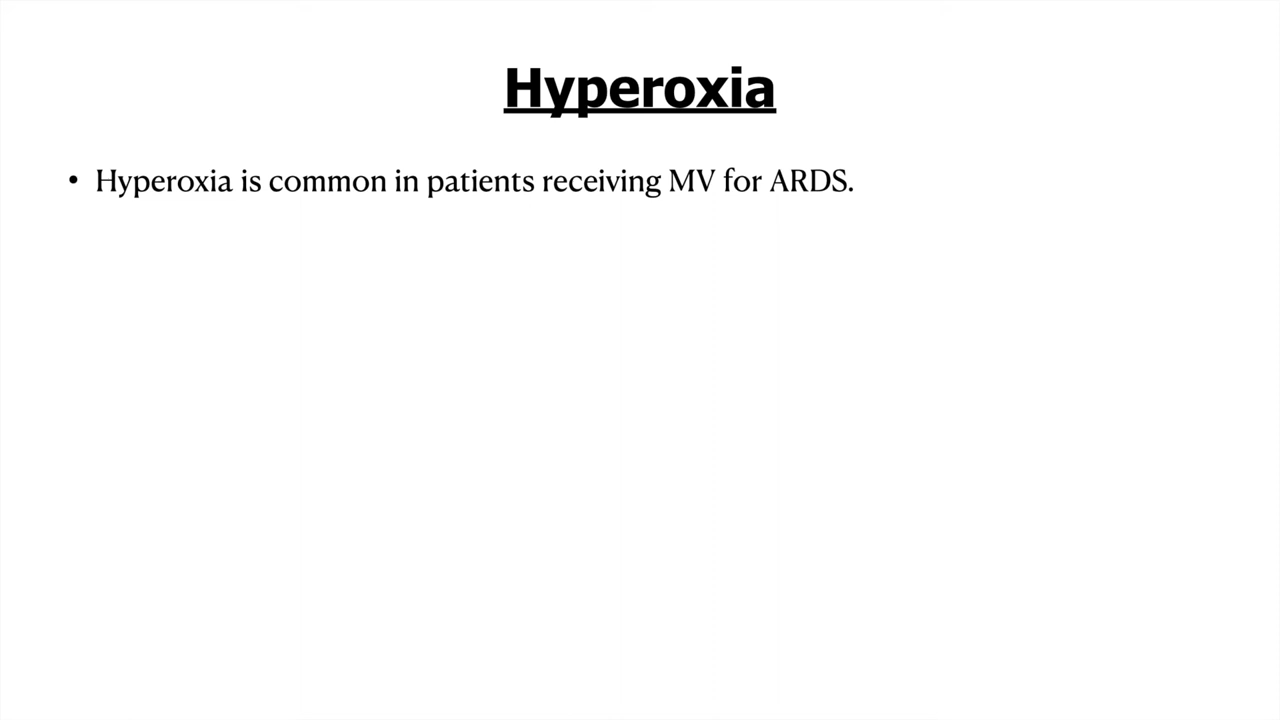 Hyperoxia
• Hyperoxia is common in patients receiving MV for ARDS.